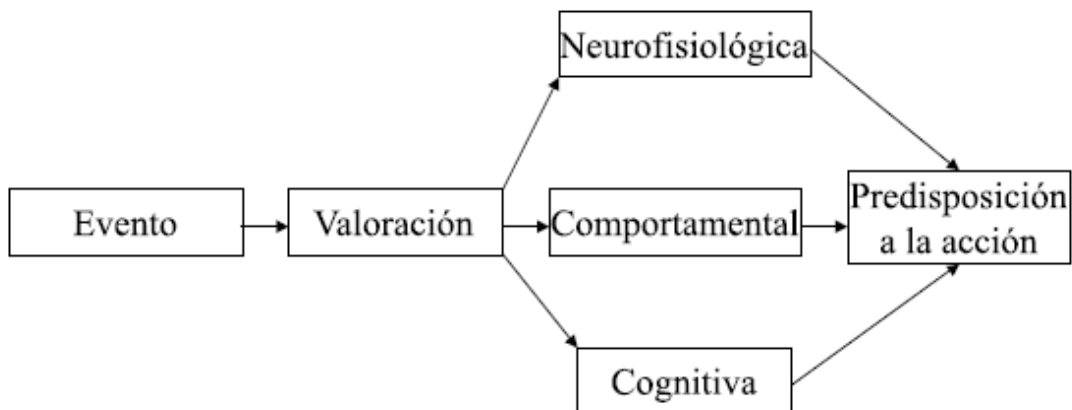 Neurofisiológica
Evento
Valoración
Comportamental
Predisposición
a la acción
Cognitiva